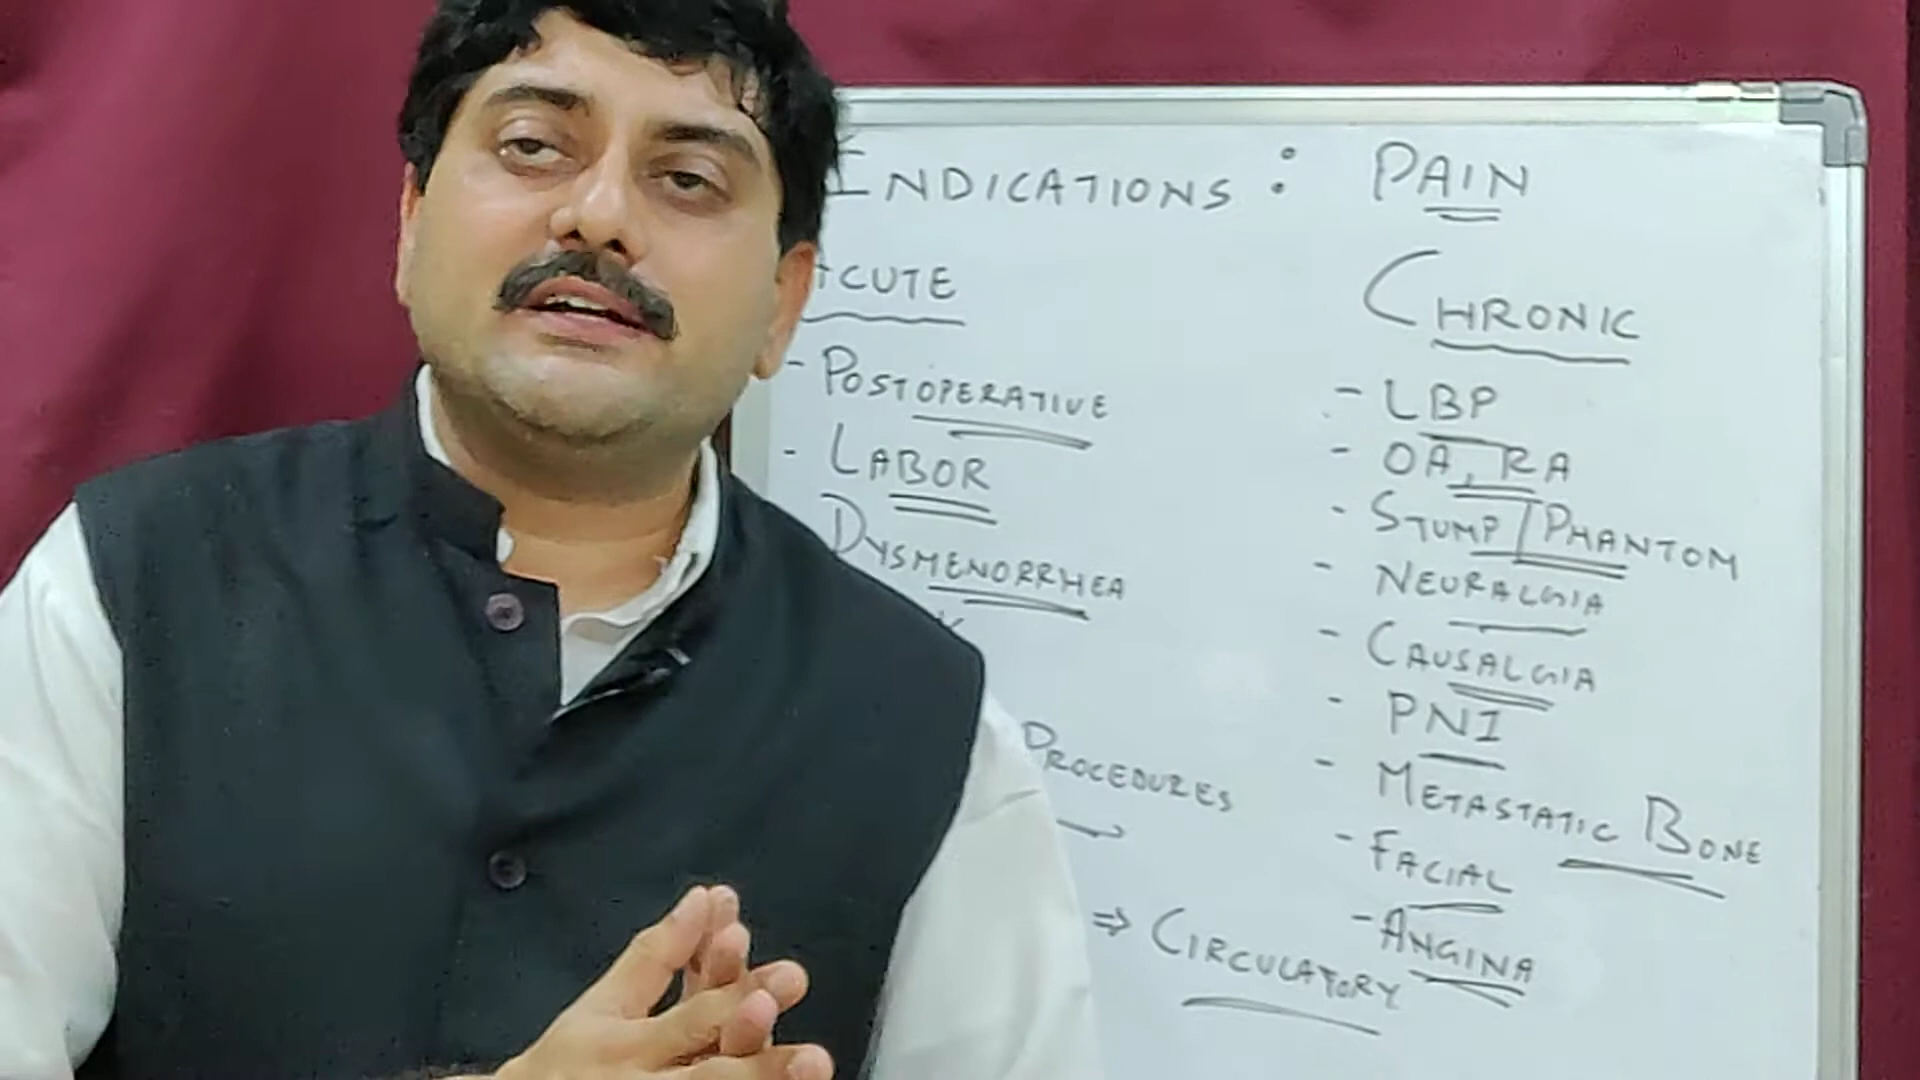 INDICATIONS : PAIN
ACUTE
- POSTOPERATIVE
- LABOR
DYSMENORRHEA
PROCEDURES
⇒ CIRCULATORY
CHRONIC
- LBP
- OA, RA
- STUMP/PHANTOM
- NEURALGIA
- CAUSALGIA
- PNI
- METASTATIC BONE
- FACIAL
- ANGINA